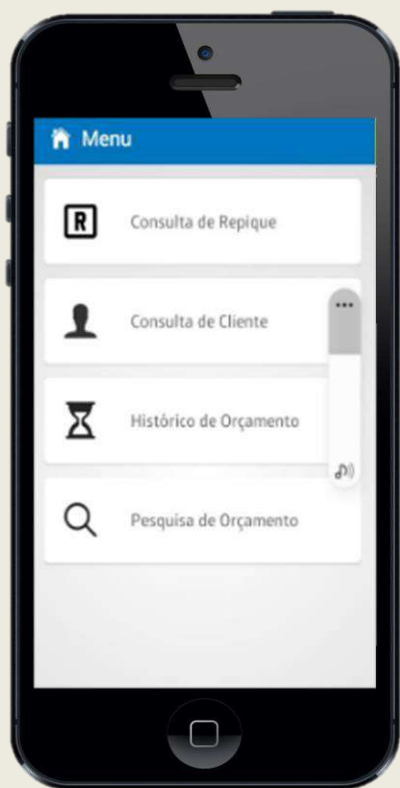 Menu
R
Consulta de Repique
Consulta de Cliente
Histórico de Orçamento
Pesquisa de Orçamento